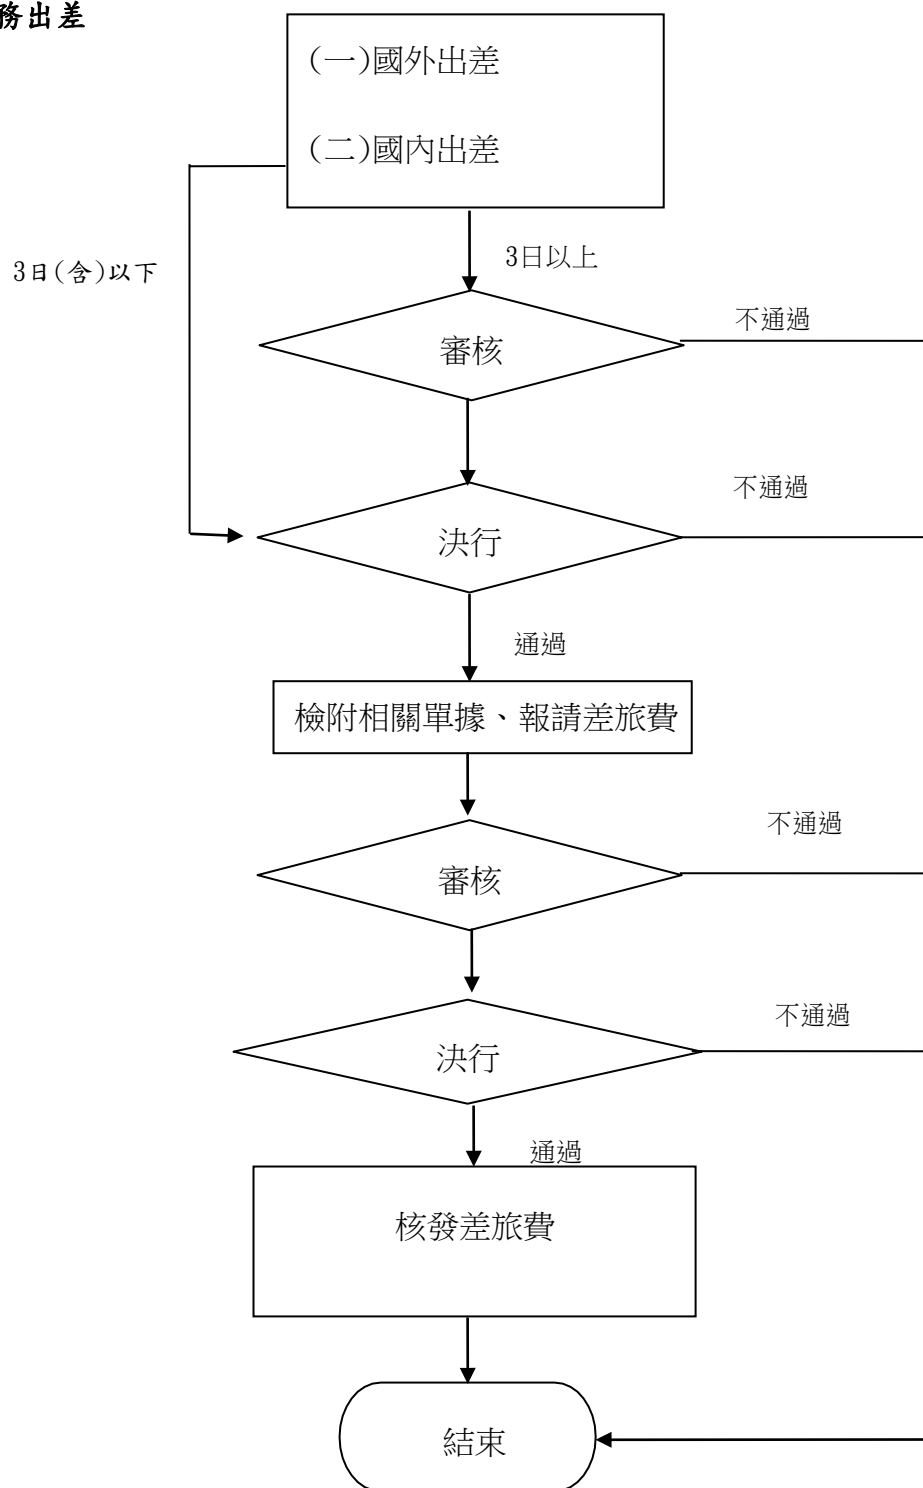 務出差
(一)國外出差
(二)國內出差
3日以上
3日(含)以下
不通過
審核
不通過
決行
通過
檢附相關單據、報請差旅費
不通過
審核
不通過
決行
通過
核發差旅費
結束